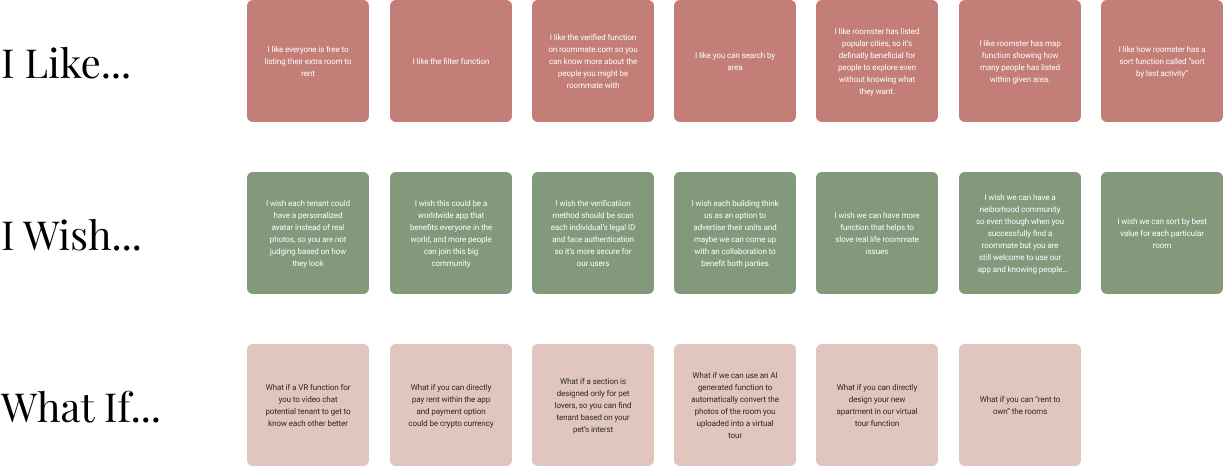 I Like...
I like everyone is free to
listing their extra room to
rent
I like the filter function
I like the verified function
on roommate.com so you
can know more about the
people you might be
roommate with
I like you can search by
area
I like roomster has listed
popular cities, so it's
definatly beneficial for
people to explore even
without knowing what
they want.
I like roomster has map
function showing how
many people has listed
within given area.
I like how roomster has a
sort function called "sort
by last activity"
I Wish...
I wish each tenant could
have a personalized
avatar instead of real
photos, so you are not
judging based on how
they look
I wish this could be a
worldwide app that
benefits everyone in the
world, and more people
can join this big
community
I wish the verificatiion
method should be scan
each individual's legal ID
and face authentication
so it's more secure for
our users
I wish each building think
us as an option to
advertise their units and
maybe we can come up
with an collaboration to
benefit both parties
I wish we can have more
function that helps to
slove real life roommate
issues
I wish we can have a
neiborhood community
so even though when you
successfully find a
roommate but you are
still welcome to use our
app and knowing people...
I wish we can sort by best
value for each particular
room
What If...
What if a VR function for
you to video chat
potential tenant to get to
know each other better
What if you can directly
pay rent within the app
and payment option
could be crypto currency
What if a section is
designed only for pet
lovers, so you can find
tenant based on your
pet's interst
What if we can use an AI
generated function to
automatically convert the
photos of the room you
uploaded into a virtual
tour
What if you can directly
design your new
apartment in our virtual
tour function
What if you can "rent to
own" the rooms